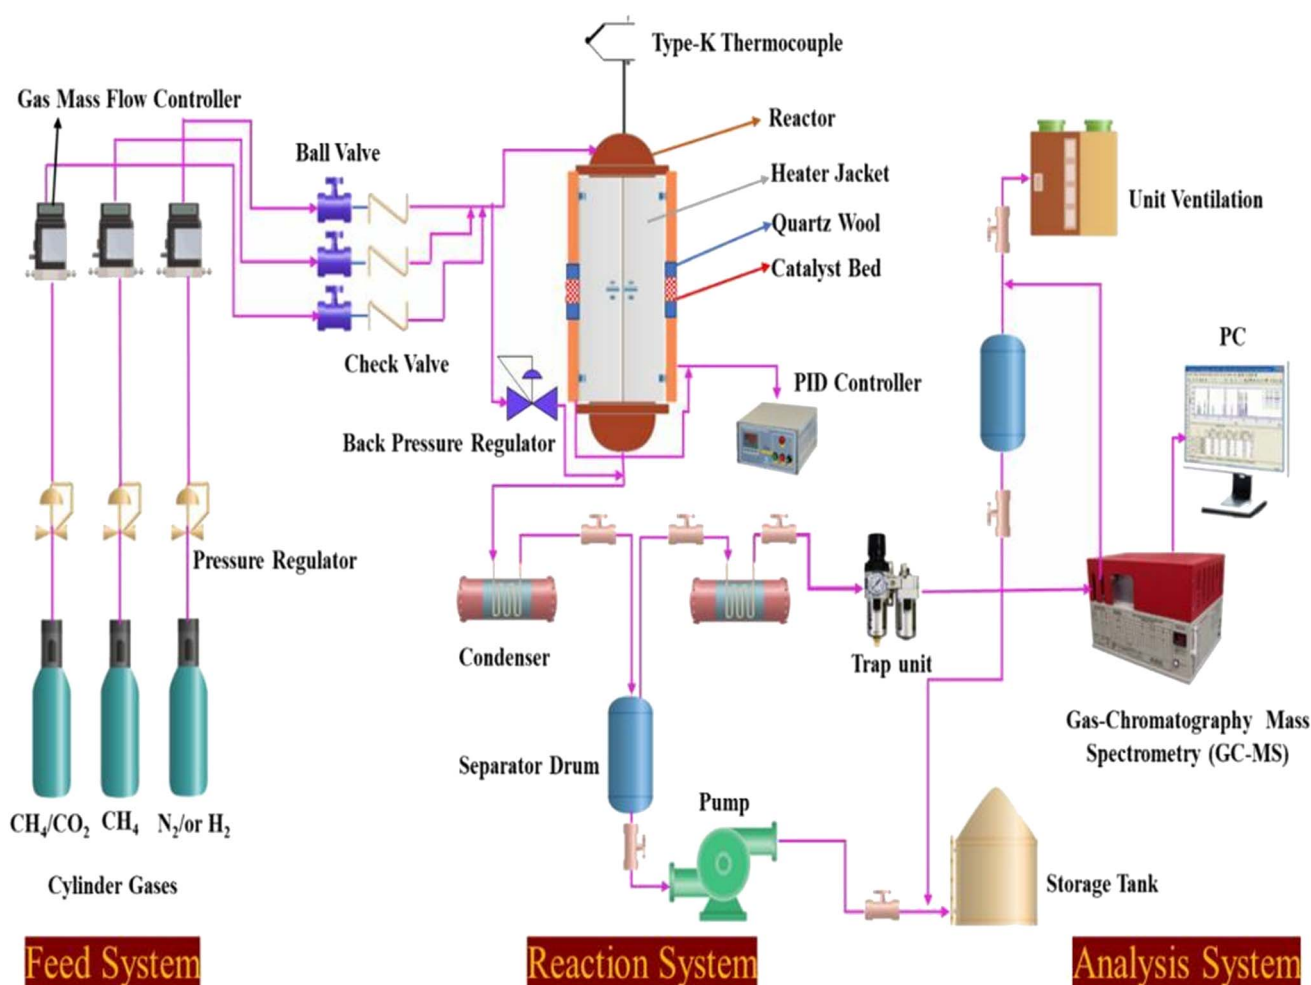 Type-K Thermocouple
Gas Mass Flow Controller
Reactor
Ball Valve
Heater Jacket
Unit Ventilation
Quartz Wool
Catalyst Bed
PC
Check Valve
PID Controller
Back Pressure Regulator
Pressure Regulator
Condenser
Trap unit
Gas-Chromatography Mass
Spectrometry (GC-MS)
Separator Drum
Pump
CH₄/CO₂ CH₄ N₂/or H₂
Cylinder Gases
Storage Tank
Feed System
Reaction System
Analysis System